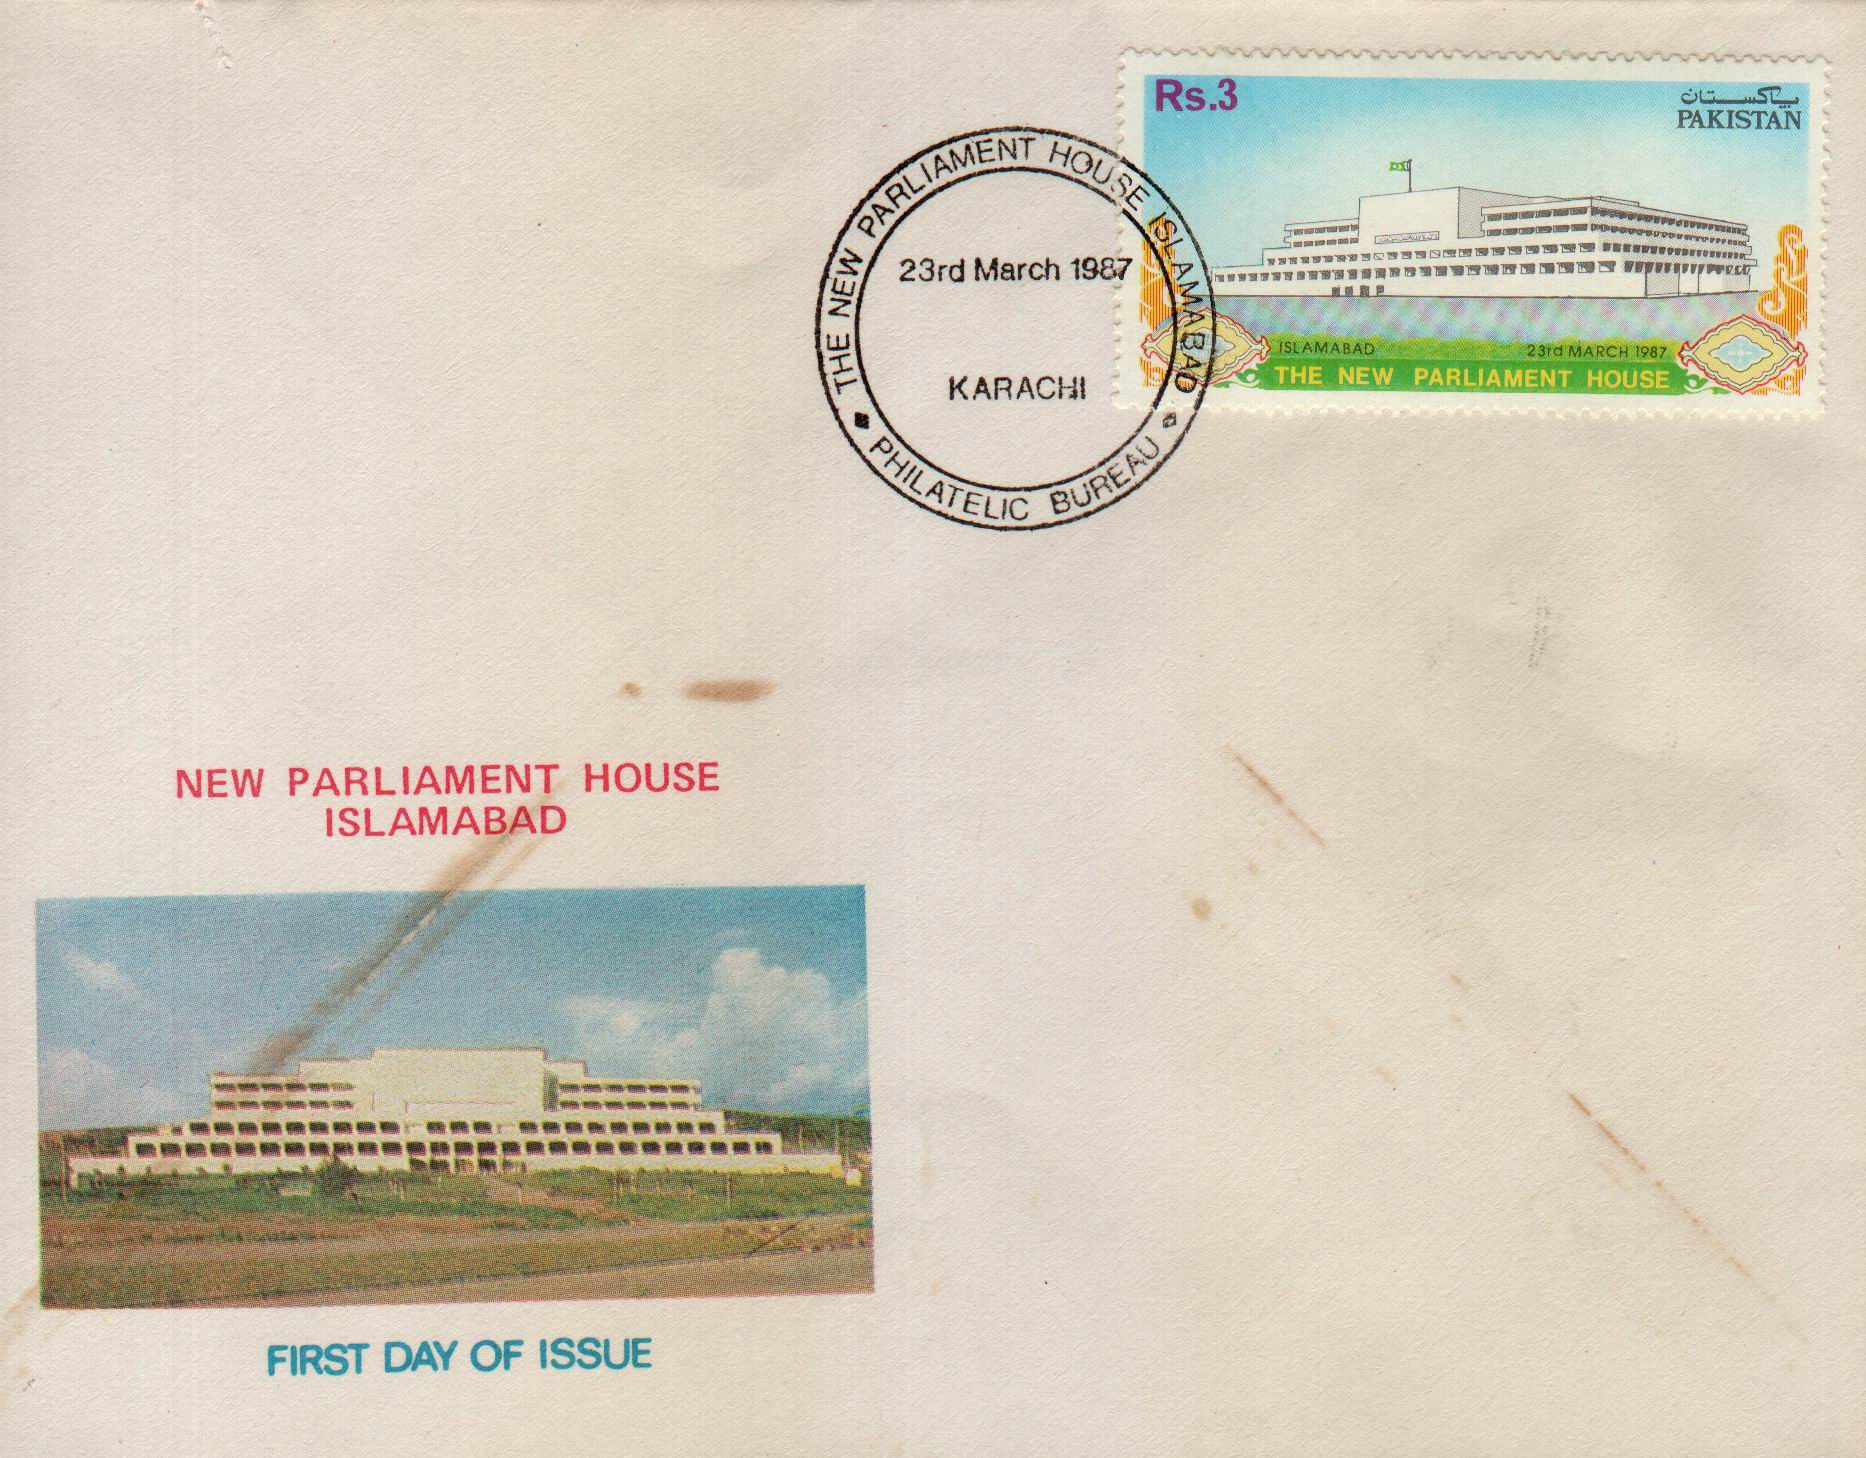 Rs.3
پاکستان
PAKISTAN
THE NEW PARLIAMENT HOUSE ISLAMABAD
23rd March 1987
KARACHI
PHILATELIC BUREAU
ISLAMABAD
23rd MARCH 1987
THE NEW PARLIAMENT HOUSE
NEW PARLIAMENT HOUSE
ISLAMABAD
FIRST DAY OF ISSUE